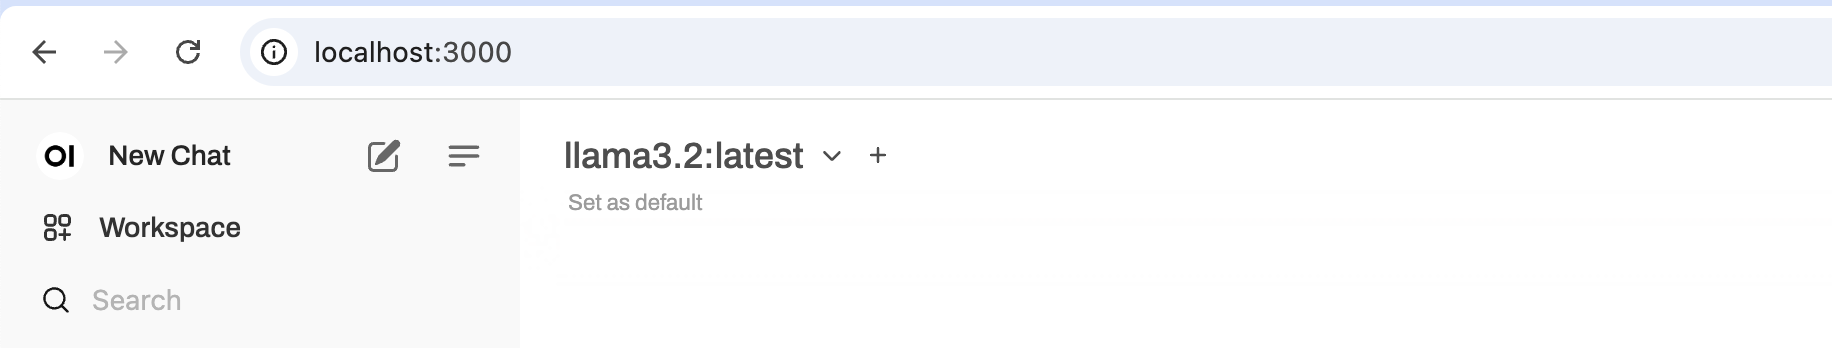 localhost:3000
OI New Chat
llama3.2:latest
Set as default
Workspace
Search